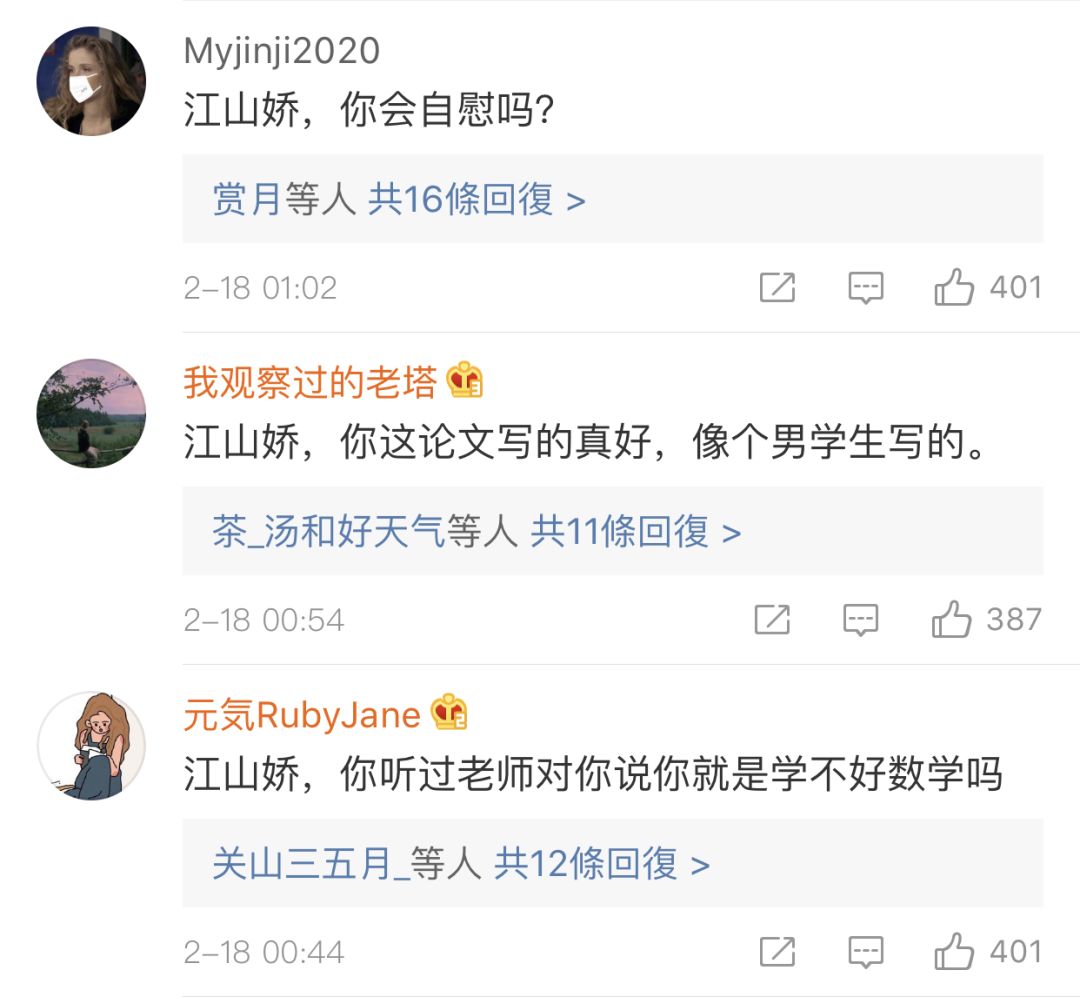 Myjinji2020
江山娇，你会自慰吗？
赏月等人 共16條回復 >
2-18 01:02
401
我观察过的老塔
江山娇，你这论文写的真好，像个男学生写的。
茶_汤和好天气等人 共11條回復 >
2-18 00:54
387
元気RubyJane
江山娇，你听过老师对你说你就是学不好数学吗
关山三五月_等人 共12條回復 >
2-18 00:44
401